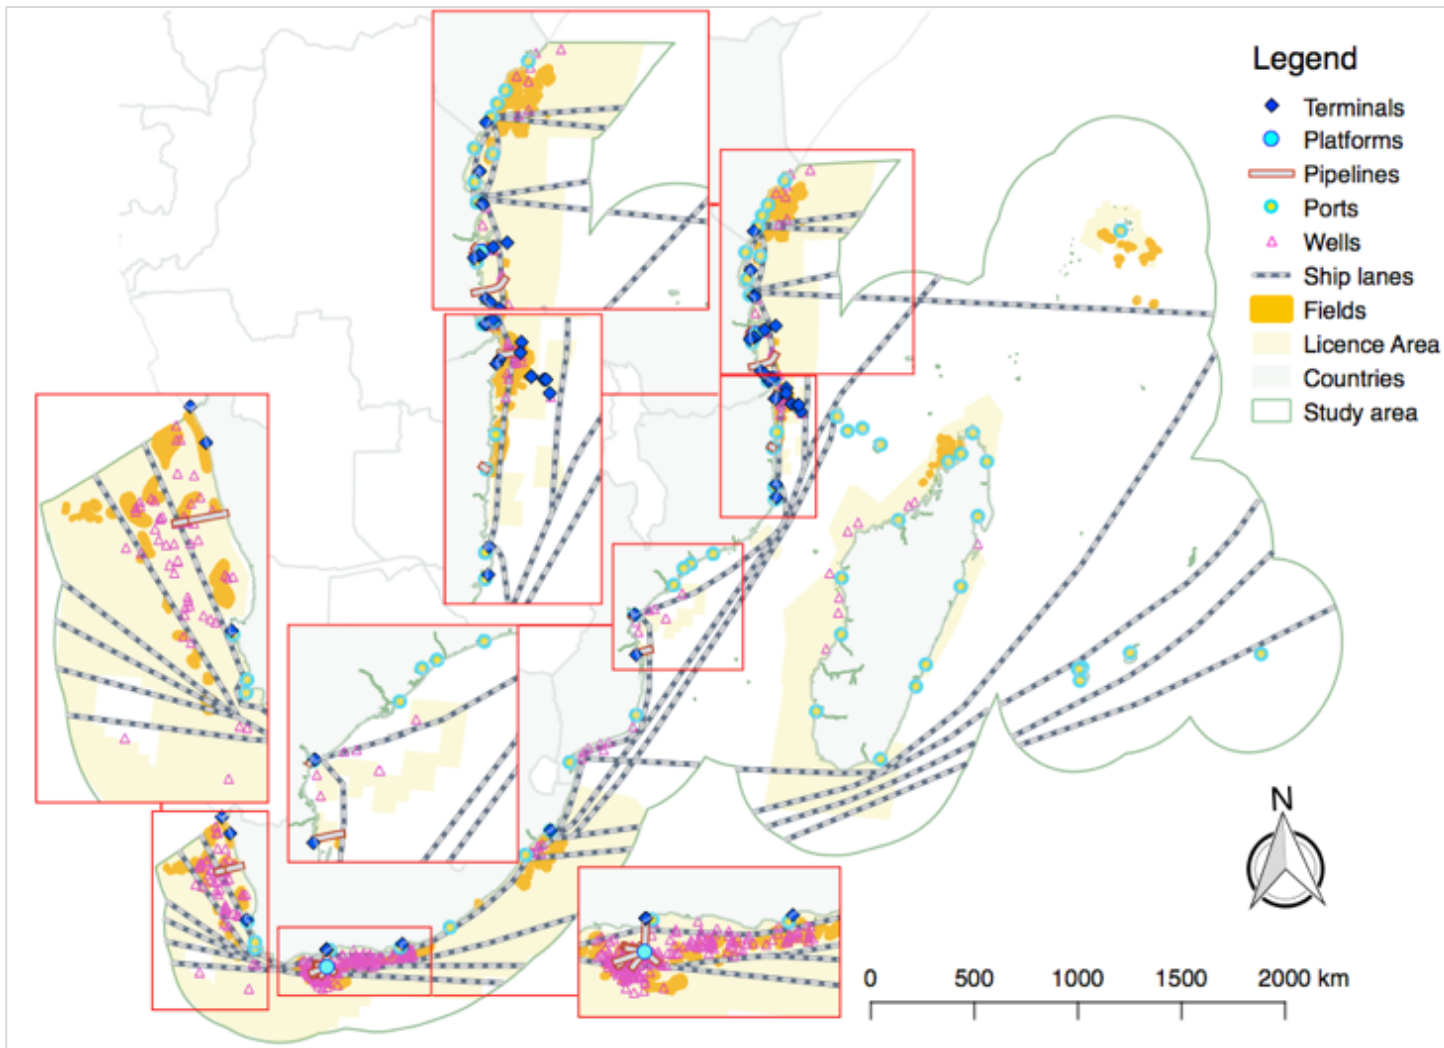 Legend
Terminals
Platforms
Pipelines
Ports
Wells
Ship lanes
Fields
Licence Area
Countries
Study area
N
0 500 1000 1500 2000 km